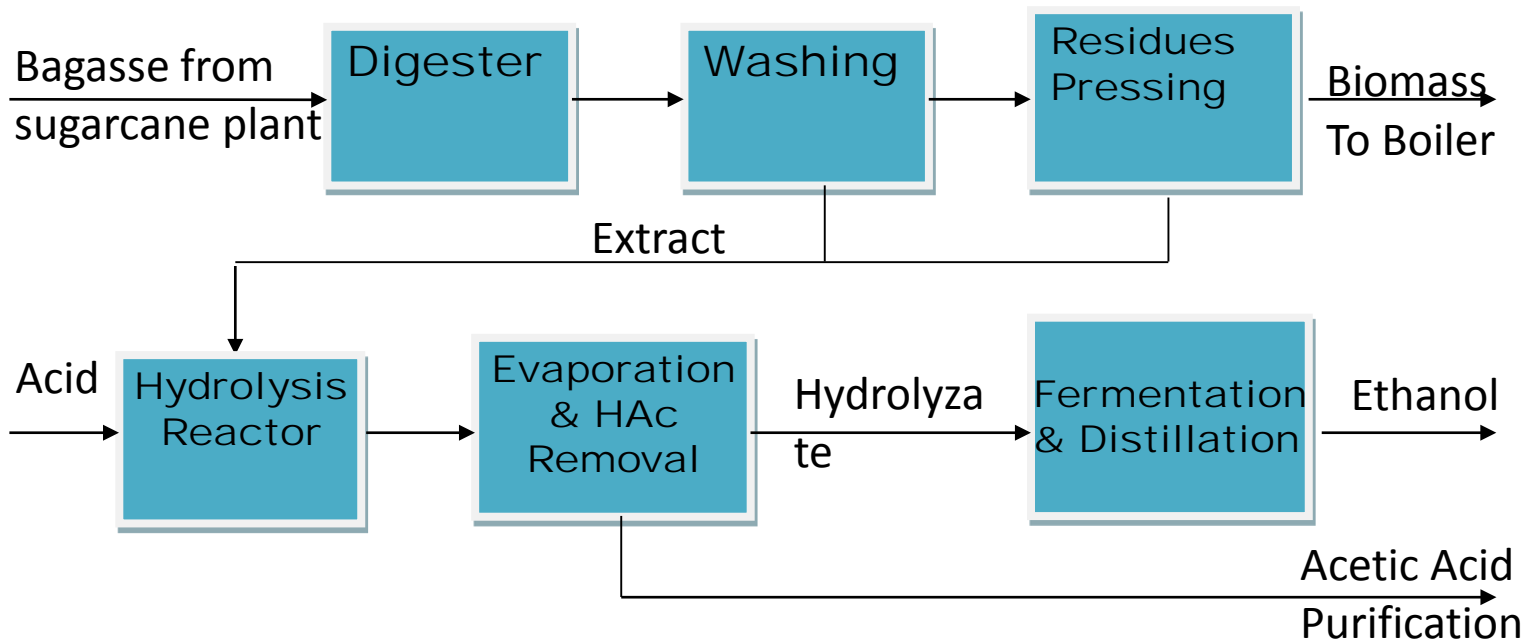 Bagasse from
sugarcane plant
Digester
Washing
Residues
Pressing
Biomass
To Boiler
Extract
Acid
Hydrolysis
Reactor
Evaporation
& HAc
Removal
Hydrolyza
te
Fermentation
& Distillation
Ethanol
Acetic Acid
Purification